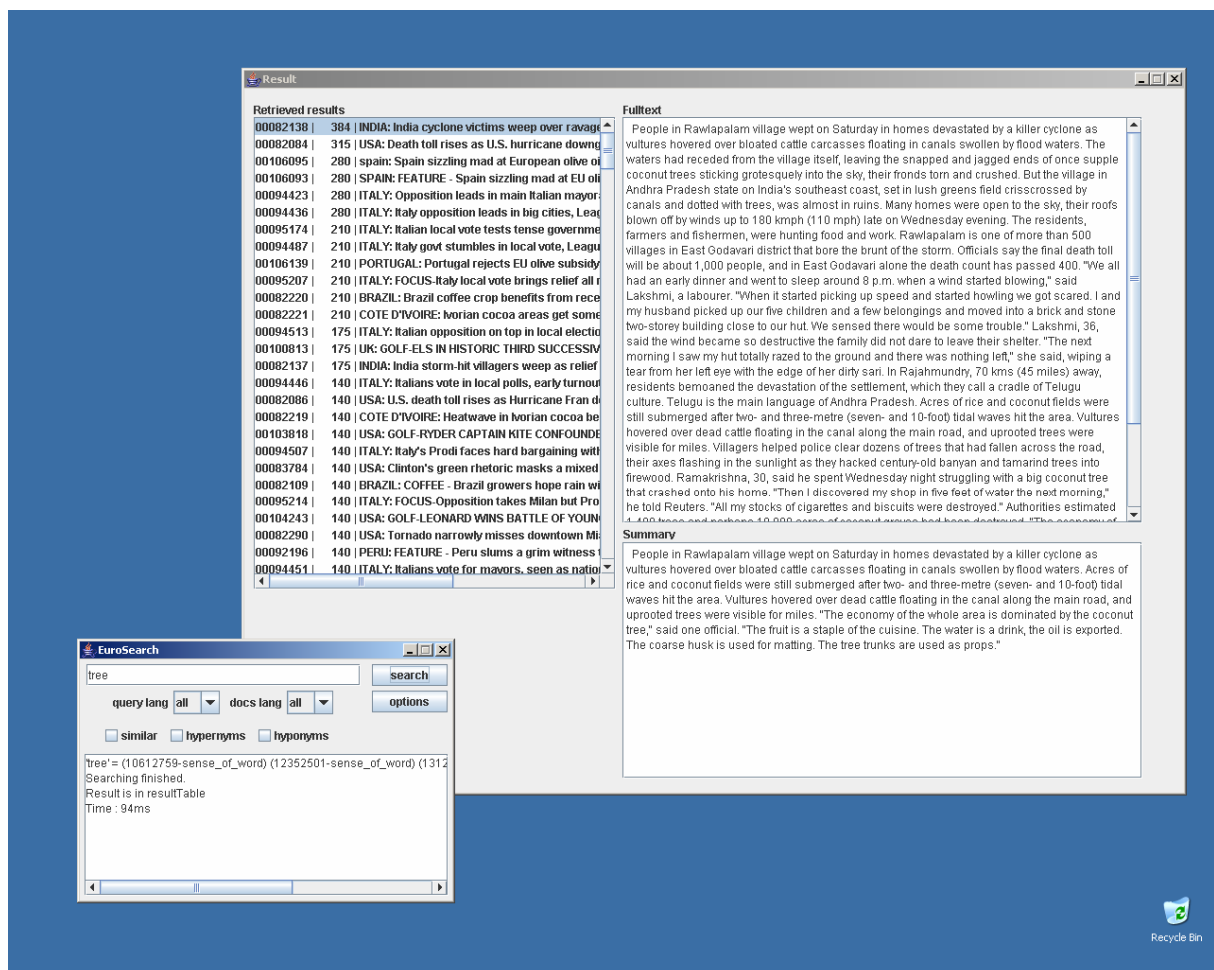 Result
Retrieved results
00082138 | 384 | INDIA: India cyclone victims weep over ravage
00082084 | 315 | USA: Death toll rises as U.S. hurricane downg
00106095 | 280 | spain: Spain sizzling mad at European olive oi
00106093 | 280 | SPAIN: FEATURE - Spain sizzling mad at EU oli
00094423 | 280 | ITALY: Opposition leads in main Italian mayor
00094436 | 280 | ITALY: Italy opposition leads in big cities, Leag
00095174 | 210 | ITALY: Italian local vote tests tense governme
00094487 | 210 | ITALY: Italy govt stumbles in local vote, Leagu
00106139 | 210 | PORTUGAL: Portugal rejects EU olive subsidy
00095207 | 210 | ITALY: FOCUS-Italy local vote brings relief all r
00082220 | 210 | BRAZIL: Brazil coffee crop benefits from rece
00082221 | 210 | COTE D'IVOIRE: Ivorian cocoa areas get some
00094513 | 175 | ITALY: Italian opposition on top in local electio
00100813 | 175 | UK: GOLF-ELS IN HISTORIC THIRD SUCCESSIV
00082137 | 175 | INDIA: India storm-hit villagers weep as relief
00094446 | 140 | ITALY: Italians vote in local polls, early turnout
00082086 | 140 | USA: U.S. death toll rises as Hurricane Fran d
00082219 | 140 | COTE D'IVOIRE: Heatwave in Ivorian cocoa be
00103818 | 140 | USA: GOLF-RYDER CAPTAIN KITE CONFOUNDE
00094507 | 140 | ITALY: Italy's Prodi faces hard bargaining with
00083784 | 140 | USA: Clinton's green rhetoric masks a mixed
00082109 | 140 | BRAZIL: COFFEE - Brazil growers hope rain wi
00095214 | 140 | ITALY: FOCUS-Opposition takes Milan but Pro
00104243 | 140 | USA: GOLF-LEONARD WINS BATTLE OF YOUN
00082290 | 140 | USA: Tornado narrowly misses downtown Mi
00092196 | 140 | PERU: FEATURE - Peru slums a grim witness t
00094451 | 140 | ITALY: Italians vote for mayors, seen as natio
Fulltext
People in Rawlapalam village wept on Saturday in homes devastated by a killer cyclone as
vultures hovered over bloated cattle carcasses floating in canals swollen by flood waters. The
waters had receded from the village itself, leaving the snapped and jagged ends of once supple
coconut trees sticking grotesquely into the sky, their fronds torn and crushed. But the village in
Andhra Pradesh state on India's southeast coast, set in lush greens field crisscrossed by
canals and dotted with trees, was almost in ruins. Many homes were open to the sky, their roofs
blown off by winds up to 180 kmph (110 mph) late on Wednesday evening. The residents,
farmers and fishermen, were hunting food and work. Rawlapalam is one of more than 500
villages in East Godavari district that bore the brunt of the storm. Officials say the final death toll
will be about 1,000 people, and in East Godavari alone the death count has passed 400. "We all
had an early dinner and went to sleep around 8 p.m. when a wind started blowing," said
Lakshmi, a labourer. "When it started picking up speed and started howling we got scared. I and
my husband picked up our five children and a few belongings and moved into a brick and stone
two-storey building close to our hut. We sensed there would be some trouble." Lakshmi, 36,
said the wind became so destructive the family did not dare to leave their shelter. "The next
morning I saw my hut totally razed to the ground and there was nothing left," she said, wiping a
tear from her left eye with the edge of her dirty sari. In Rajahmundry, 70 kms (45 miles) away,
residents bemoaned the devastation of the settlement, which they call a cradle of Telugu
culture. Telugu is the main language of Andhra Pradesh. Acres of rice and coconut fields were
still submerged after two- and three-metre (seven- and 10-foot) tidal waves hit the area. Vultures
hovered over dead cattle floating in the canal along the main road, and uprooted trees were
visible for miles. Villagers helped police clear dozens of trees that had fallen across the road,
their axes flashing in the sunlight as they hacked century-old banyan and tamarind trees into
firewood. Ramakrishna, 30, said he spent Wednesday night struggling with a big coconut tree
that crashed onto his home. "Then I discovered my shop in five feet of water the next morning,"
he told Reuters. "All my stocks of cigarettes and biscuits were destroyed." Authorities estimated
1,400 trees and perhaps 10,000 acres of coconut groves had been destroyed. "The economy of
Summary
People in Rawlapalam village wept on Saturday in homes devastated by a killer cyclone as
vultures hovered over bloated cattle carcasses floating in canals swollen by flood waters. Acres of
rice and coconut fields were still submerged after two- and three-metre (seven- and 10-foot) tidal
waves hit the area. Vultures hovered over dead cattle floating in the canal along the main road, and
uprooted trees were visible for miles. "The economy of the whole area is dominated by the coconut
tree," said one official. "The fruit is a staple of the cuisine. The water is a drink, the oil is exported.
The coarse husk is used for matting. The tree trunks are used as props."
EuroSearch
tree
search
query lang all docs lang all
options
similar hypernyms hyponyms
'tree' = (10612759-sense_of_word) (12352501-sense_of_word) (1312
Searching finished.
Result is in resultTable
Time : 94ms
Recycle Bin